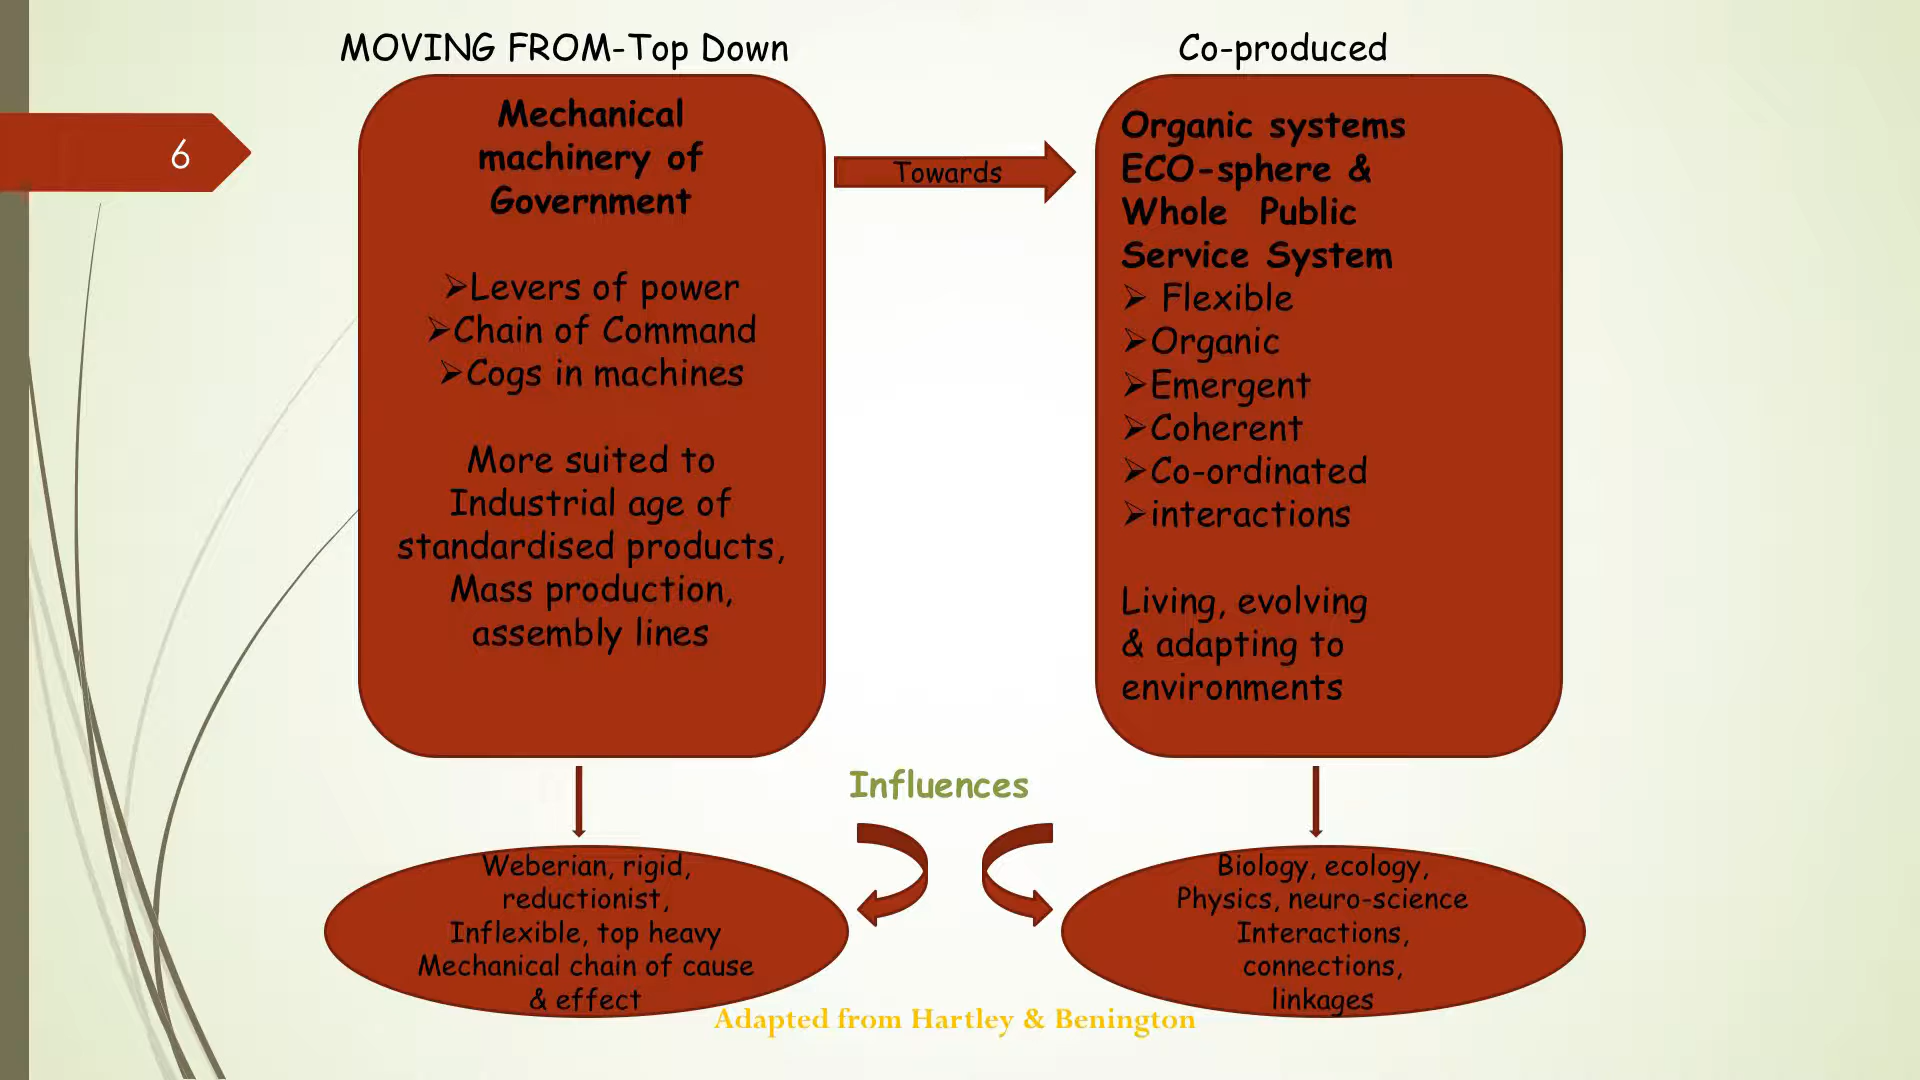 MOVING FROM-Top Down
Co-produced
6
Mechanical
machinery of
Government
➢Levers of power
➢Chain of Command
➢Cogs in machines
More suited to
Industrial age of
standardised products,
Mass production,
assembly lines
Towards
Organic systems
ECO-sphere &
Whole Public
Service System
➢ Flexible
➢Organic
➢Emergent
➢Coherent
➢Co-ordinated
➢interactions
Living, evolving
& adapting to
environments
Influences
Weberian, rigid,
reductionist,
Inflexible, top heavy
Mechanical chain of cause
& effect
Biology, ecology,
Physics, neuro-science
Interactions,
connections,
linkages
Adapted from Hartley & Benington